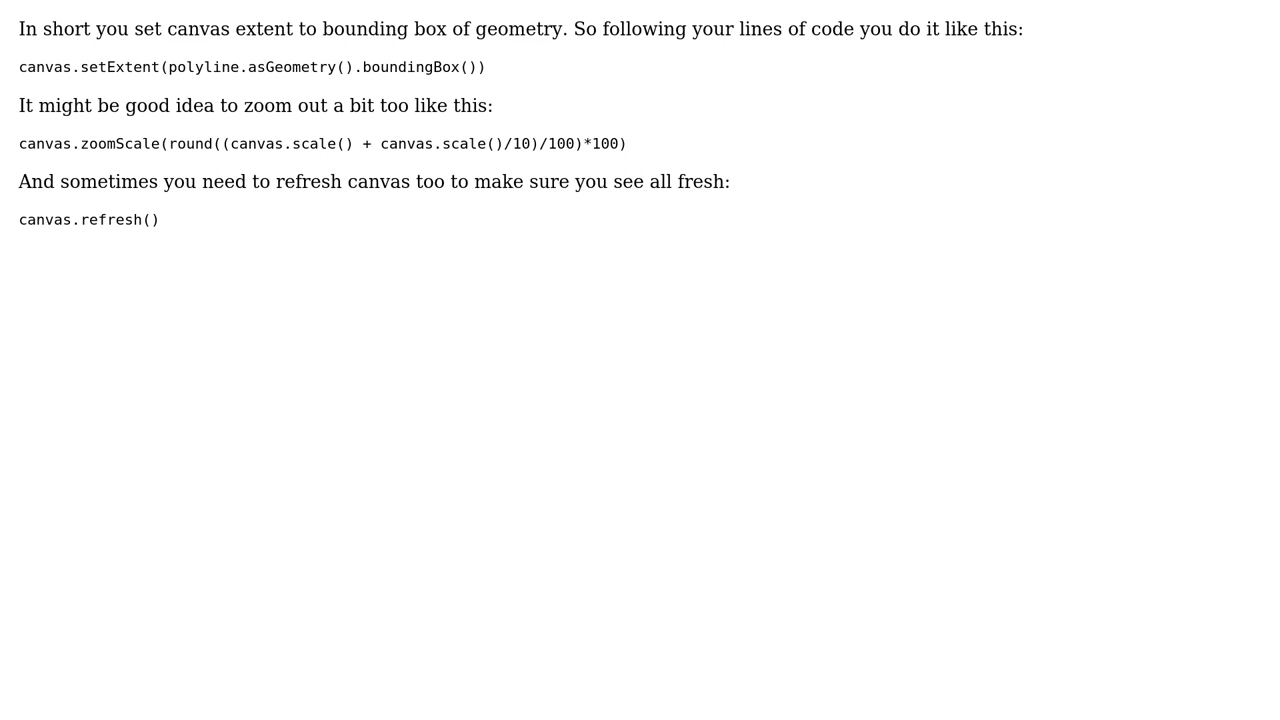 In short you set canvas extent to bounding box of geometry. So following your lines of code you do it like this:
canvas.setExtent(polyline.asGeometry().boundingBox())
It might be good idea to zoom out a bit too like this:
canvas.zoomScale(round((canvas.scale() + canvas.scale()/10)/100)*100)
And sometimes you need to refresh canvas too to make sure you see all fresh:
canvas.refresh()